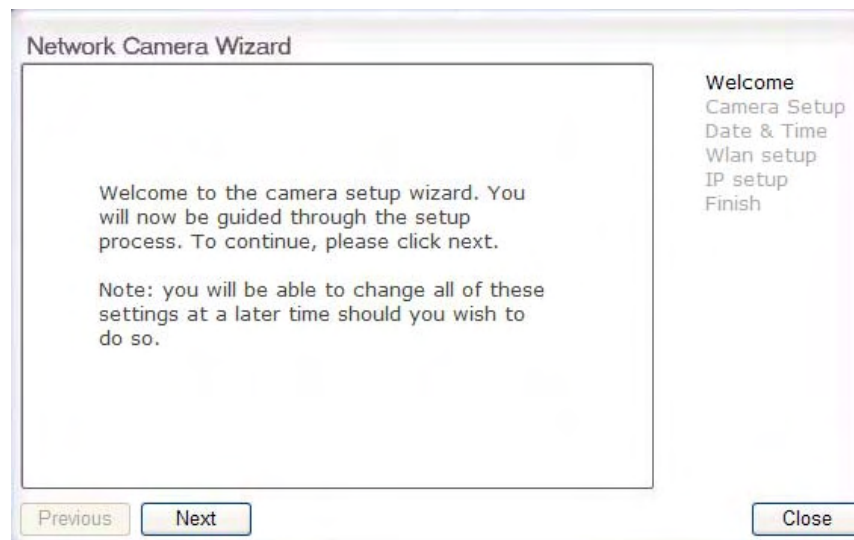 Network Camera Wizard
Welcome to the camera setup wizard. You
will now be guided through the setup
process. To continue, please click next.
Note: you will be able to change all of these
settings at a later time should you wish to
do so.
Welcome
Camera Setup
Date & Time
Wlan setup
IP setup
Finish
Previous
Next
Close